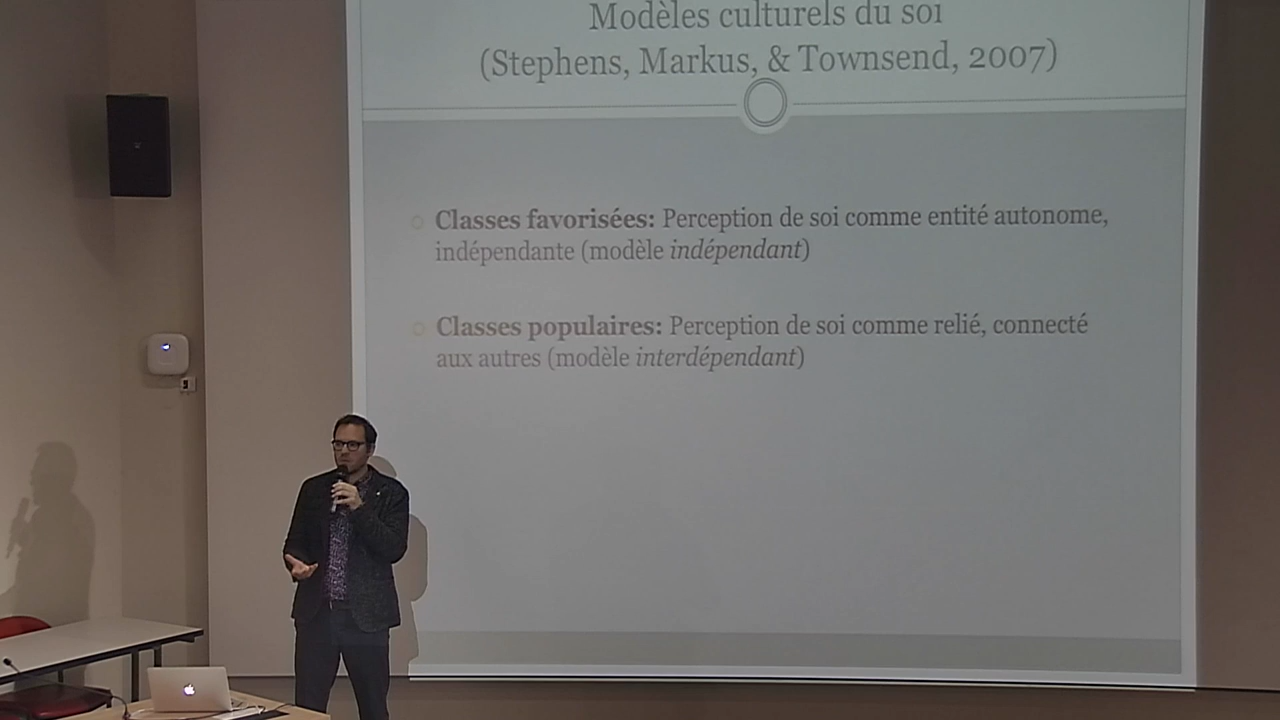 Modèles culturels du soi
(Stephens, Markus, & Townsend, 2007)
Classes favorisées: Perception de soi comme entité autonome,
indépendante (modèle indépendant)
Classes populaires: Perception de soi comme relié, connecté
aux autres (modèle interdépendant)